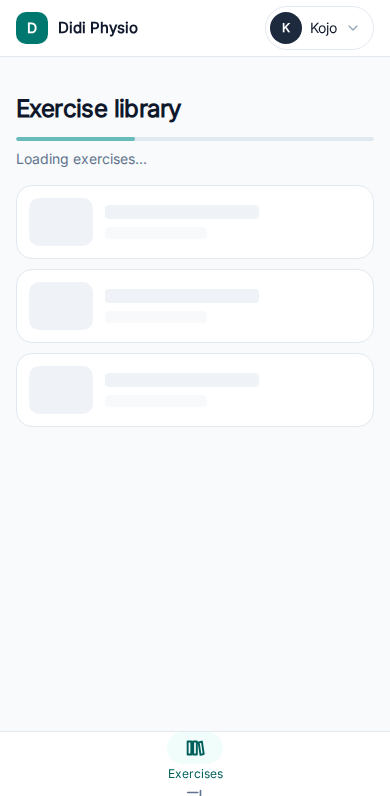 D
Didi Physio
K
Kojo
Exercise library
Loading exercises...
Exercises